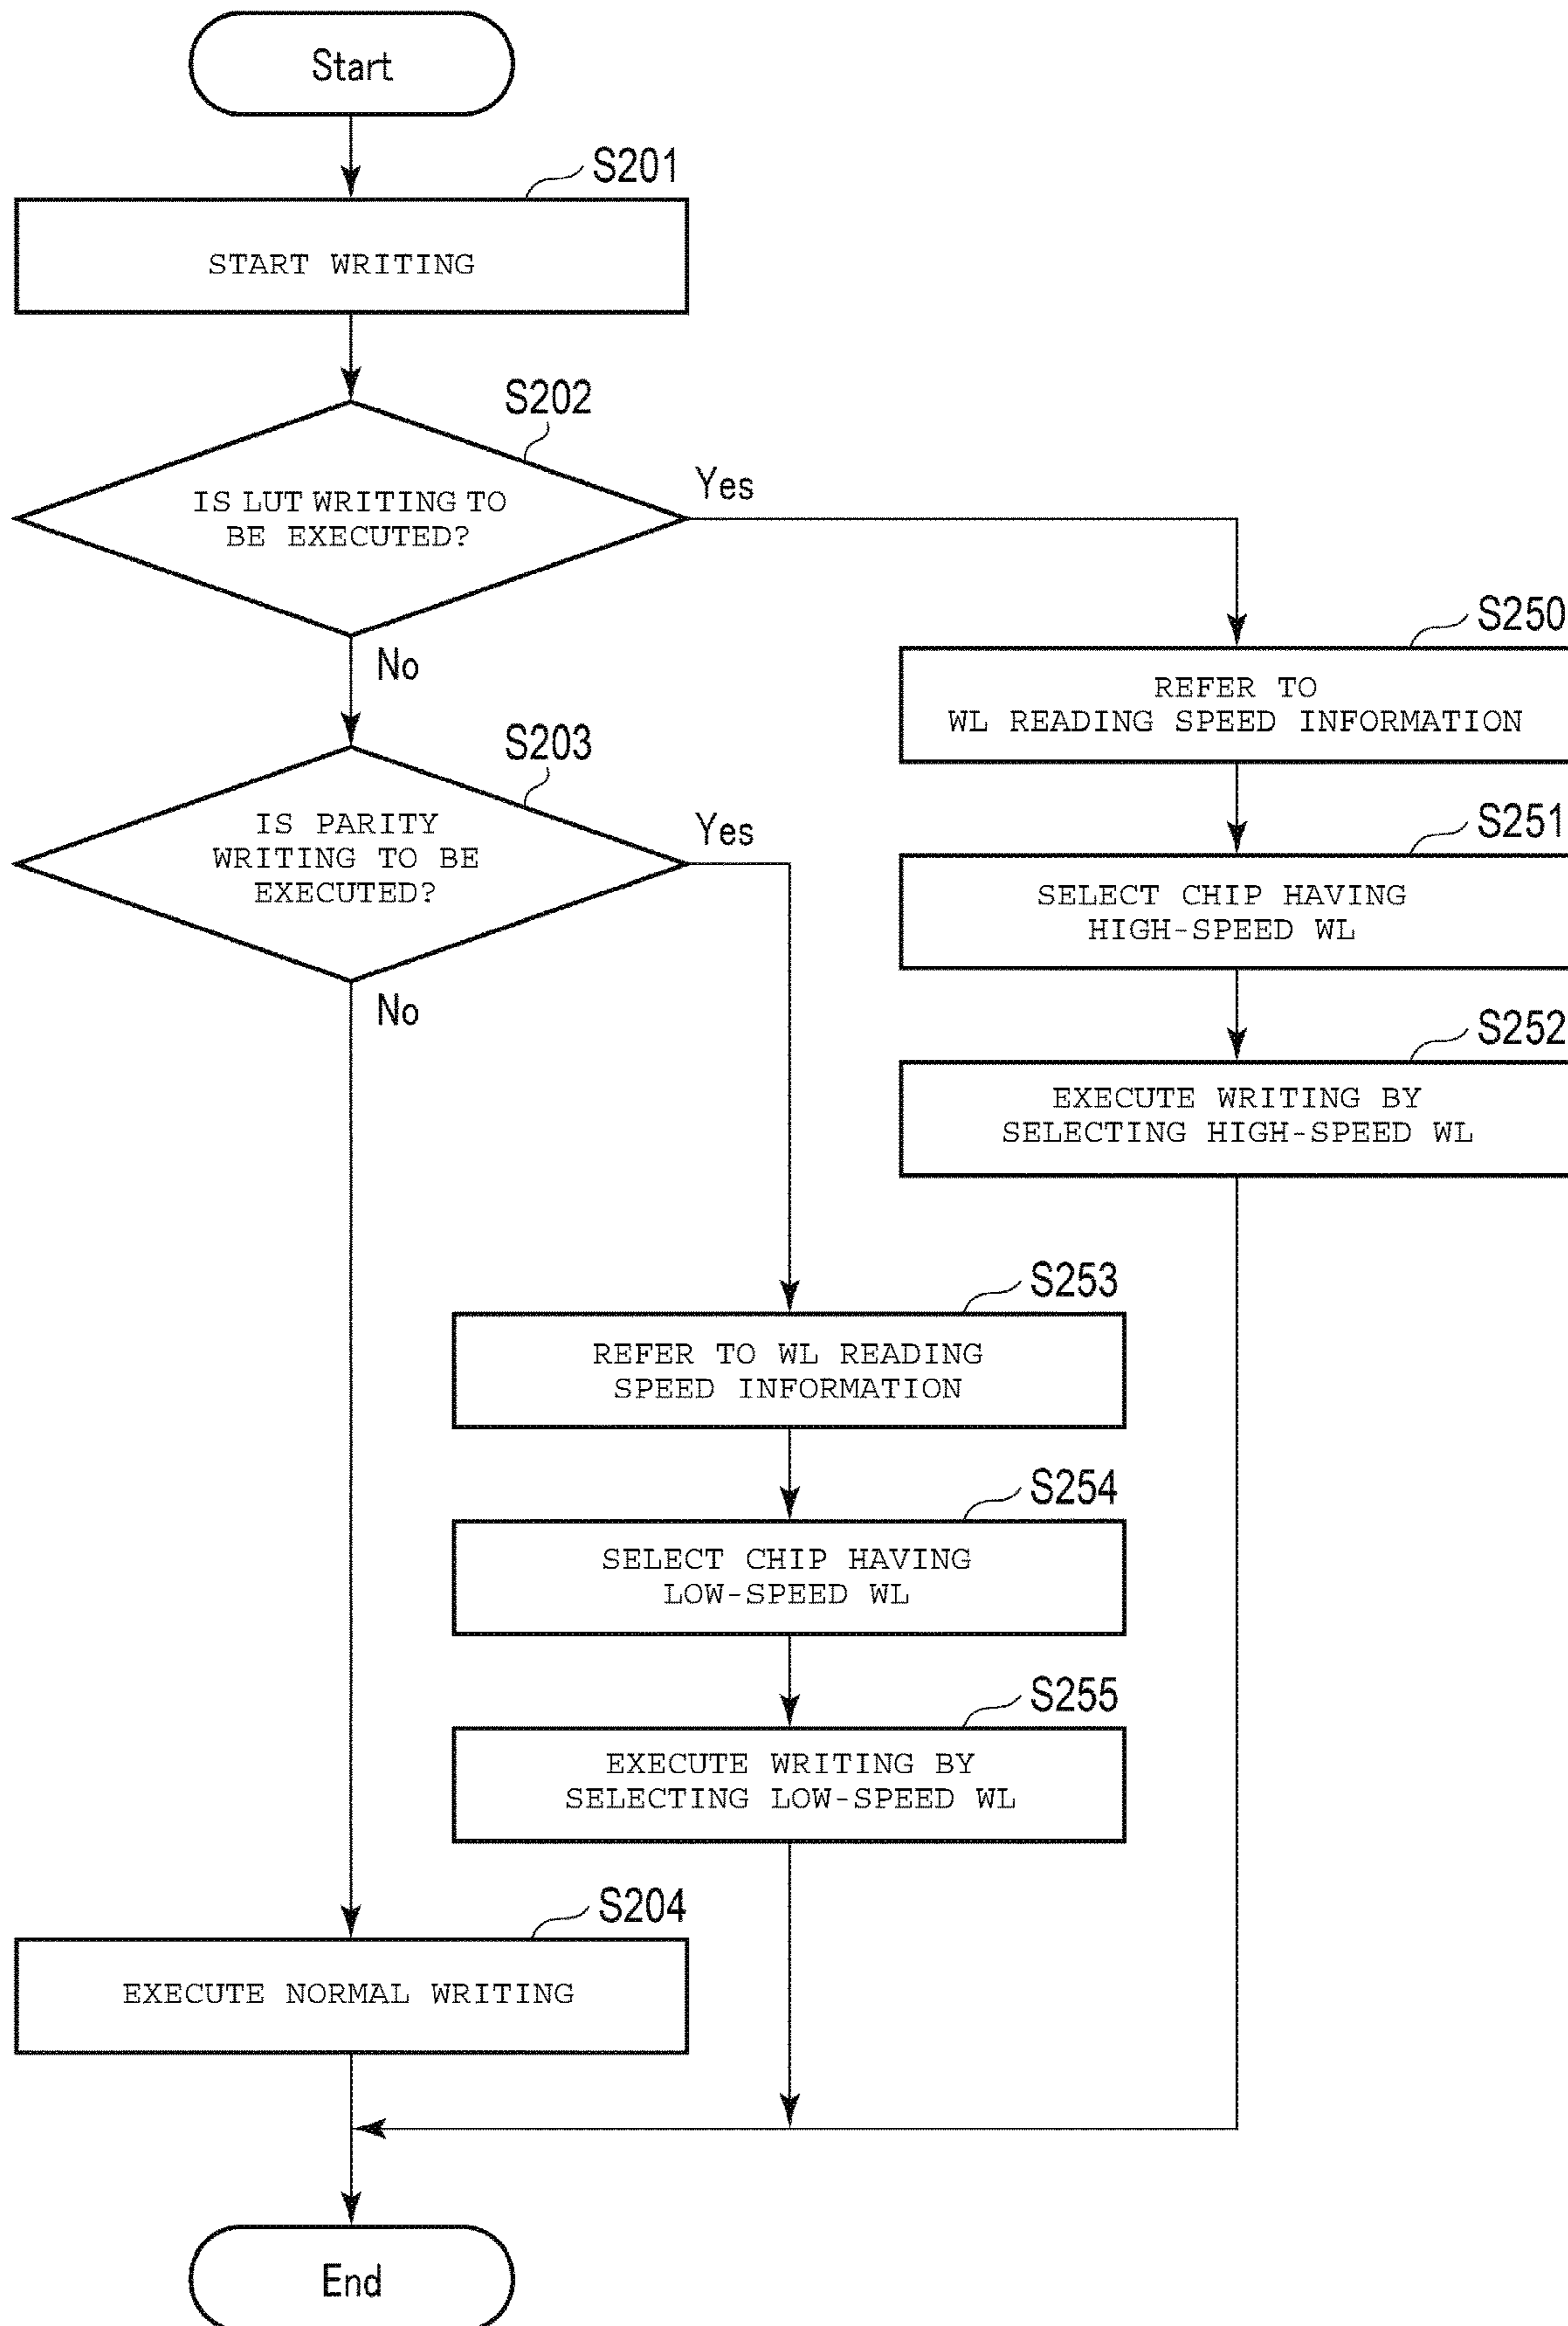 Start
S201
START WRITING
S202
IS LUT WRITING TO
BE EXECUTED?
Yes
No
S250
REFER TO
WL READING SPEED INFORMATION
S203
IS PARITY
WRITING TO BE
EXECUTED?
Yes
No
S251
SELECT CHIP HAVING
HIGH-SPEED WL
S252
EXECUTE WRITING BY
SELECTING HIGH-SPEED WL
S253
REFER TO WL READING
SPEED INFORMATION
S254
SELECT CHIP HAVING
LOW-SPEED WL
S255
EXECUTE WRITING BY
SELECTING LOW-SPEED WL
S204
EXECUTE NORMAL WRITING
End